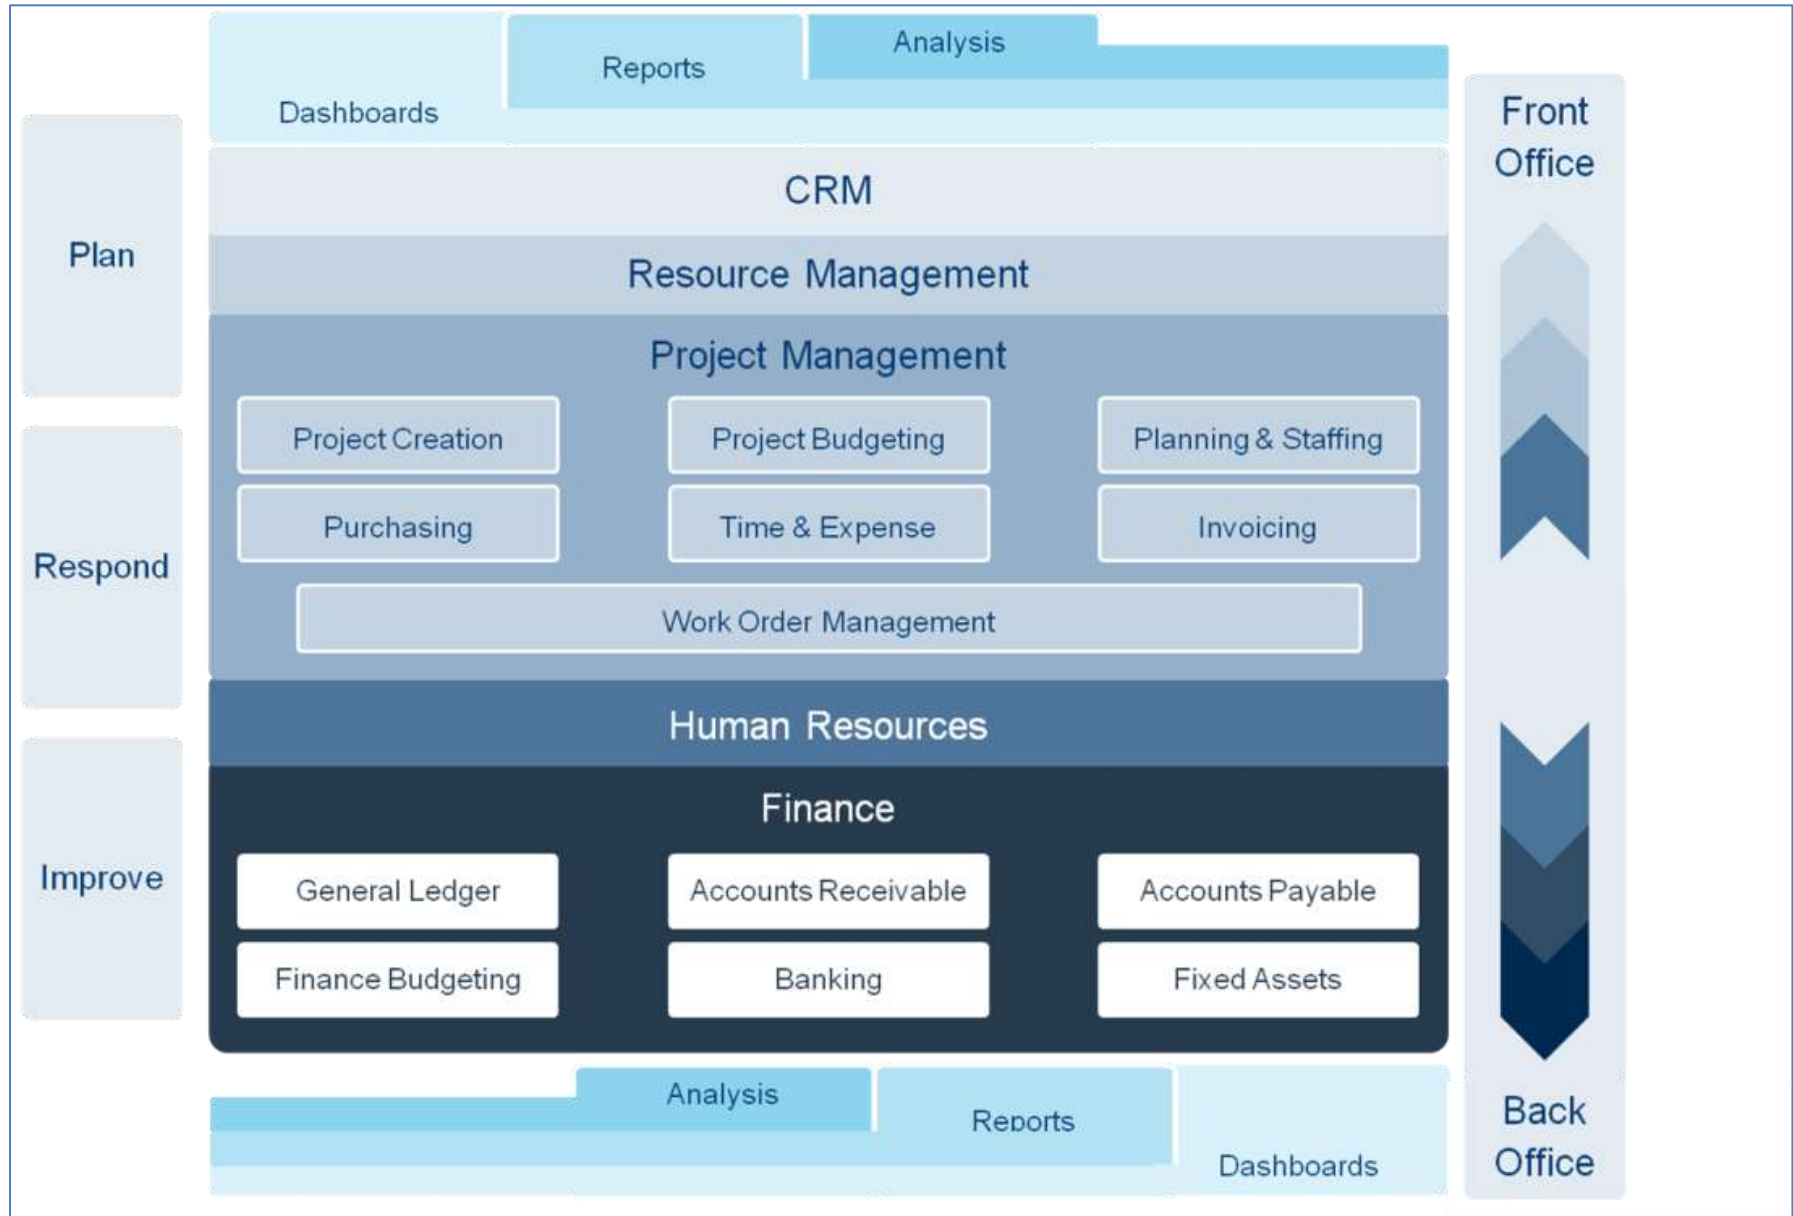 Analysis
Reports
Dashboards
Front
Office
CRM
Plan
Resource Management
Project Management
Project Creation
Project Budgeting
Planning & Staffing
Purchasing
Time & Expense
Invoicing
Respond
Work Order Management
Human Resources
Finance
Improve
General Ledger
Accounts Receivable
Accounts Payable
Finance Budgeting
Banking
Fixed Assets
Analysis
Reports
Dashboards
Back
Office